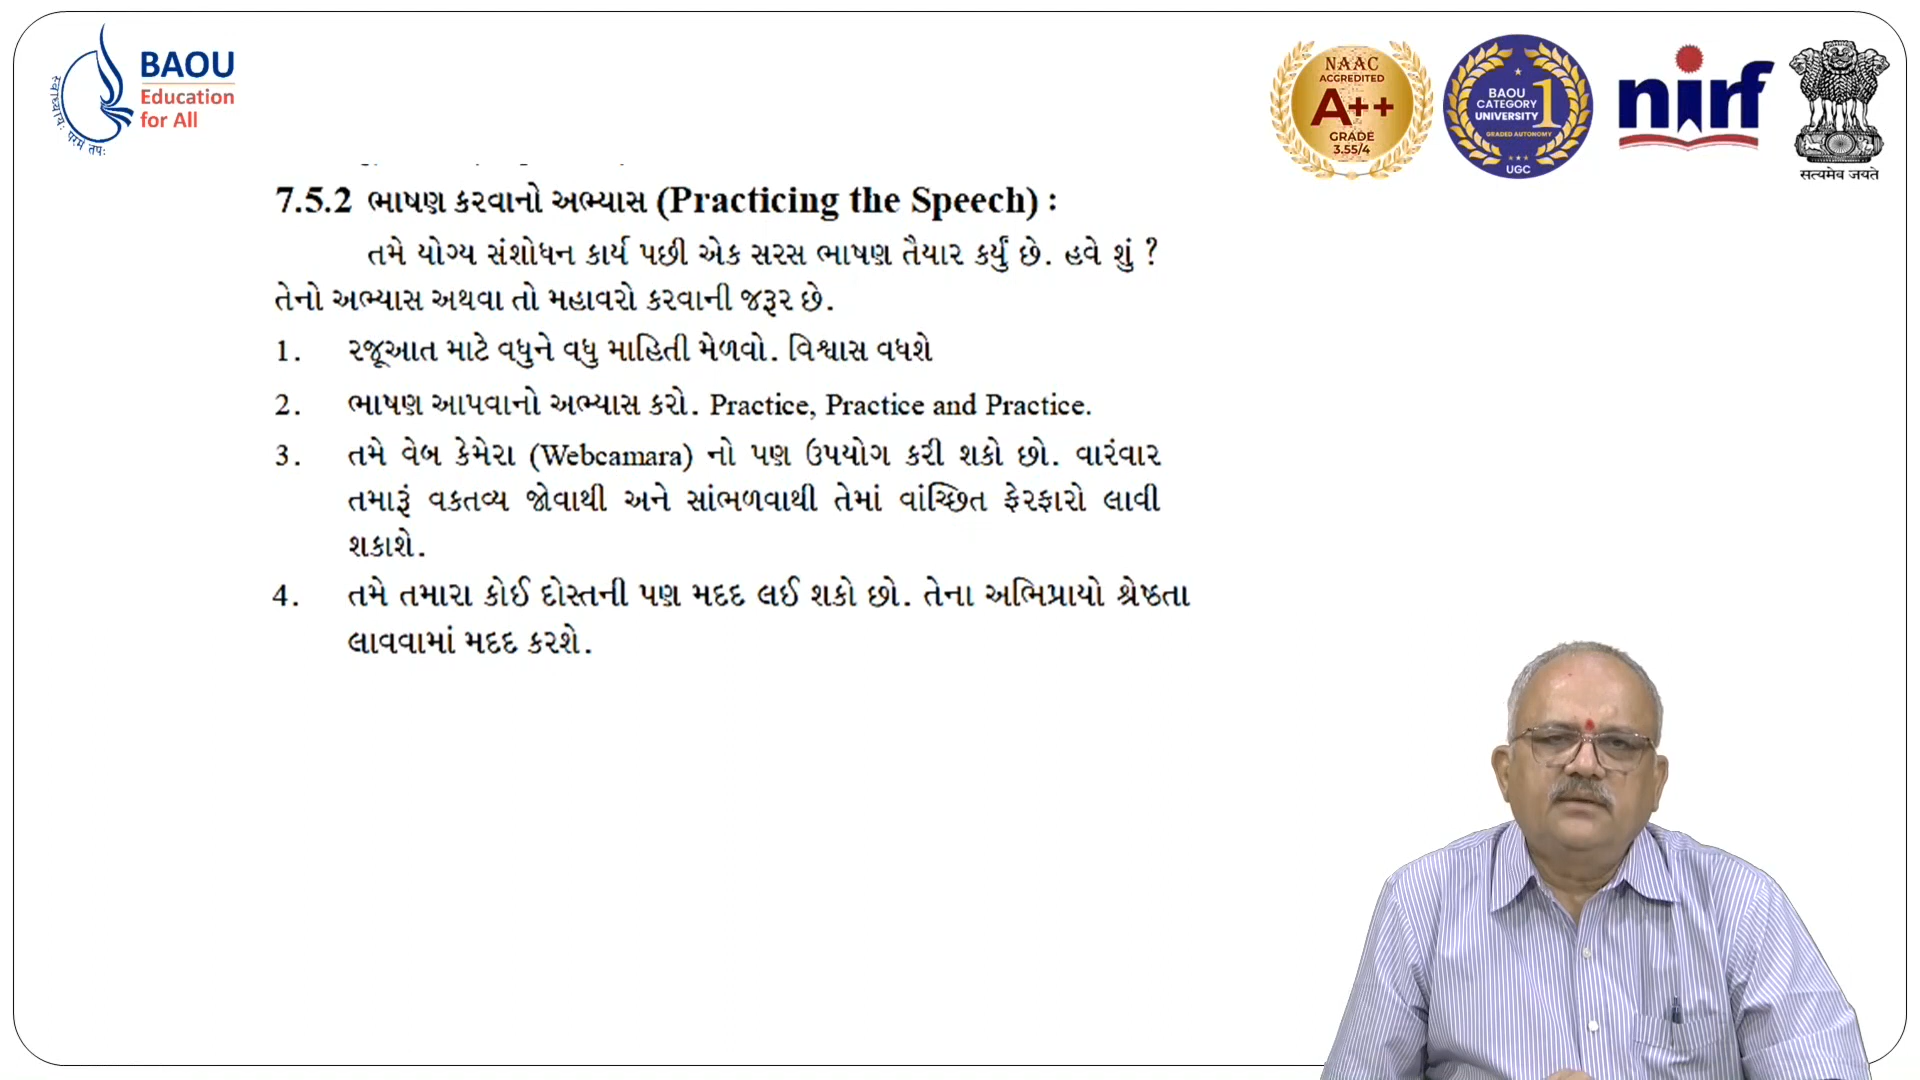 BAOU
Education
for All
स्वाध्यायः परमं तपः
NAAC
ACCREDITED
A++
GRADE
3.55/4
BAOU
CATEGORY
UNIVERSITY
1
GRADED AUTONOMY
UGC
nirf
सत्यमेव जयते
7.5.2 ભાષણ કરવાનો અભ્યાસ (Practicing the Speech) :
તમે યોગ્ય સંશોધન કાર્ય પછી એક સરસ ભાષણ તૈયાર કર્યું છે. હવે શું ?
તેનો અભ્યાસ અથવા તો મહાવરો કરવાની જરૂર છે.
1. રજૂઆત માટે વધુને વધુ માહિતી મેળવો. વિશ્વાસ વધશે
2. ભાષણ આપવાનો અભ્યાસ કરો. Practice, Practice and Practice.
3. તમે વેબ કેમેરા (Webcamara) નો પણ ઉપયોગ કરી શકો છો. વારંવાર
તમારૂં વકતવ્ય જોવાથી અને સાંભળવાથી તેમાં વાંચ્છિત ફેરફારો લાવી
શકાશે.
4. તમે તમારા કોઈ દોસ્તની પણ મદદ લઈ શકો છો. તેના અભિપ્રાયો શ્રેષ્ઠતા
લાવવામાં મદદ કરશે.